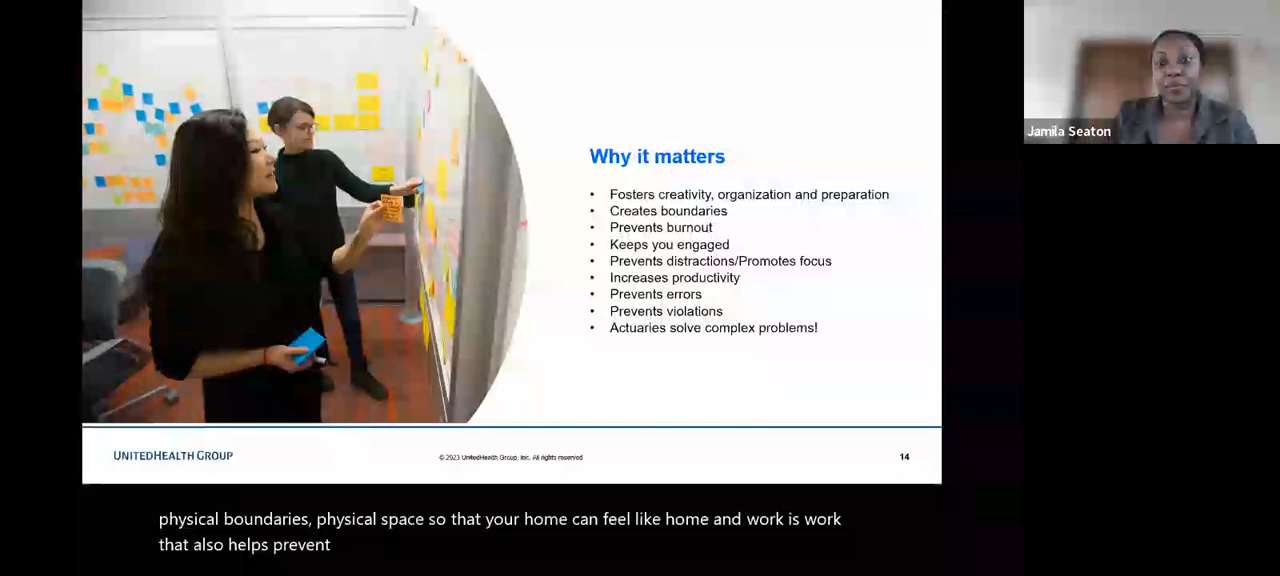 Why it matters
• Fosters creativity, organization and preparation
• Creates boundaries
• Prevents burnout
• Keeps you engaged
• Prevents distractions/Promotes focus
• Increases productivity
• Prevents errors
• Prevents violations
• Actuaries solve complex problems!
Jamila Seaton
UNITEDHEALTH GROUP
© 2023 UnitedHealth Group, Inc. All rights reserved
14
physical boundaries, physical space so that your home can feel like home and work is work
that also helps prevent